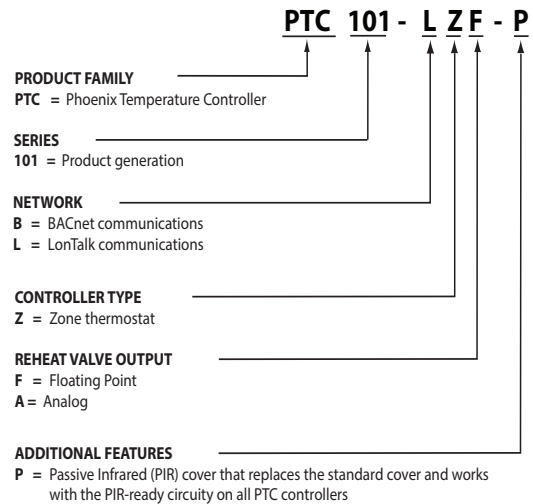 PTC 101 - L Z F - P
PRODUCT FAMILY
PTC = Phoenix Temperature Controller
SERIES
101 = Product generation
NETWORK
B = BACnet communications
L = LonTalk communications
CONTROLLER TYPE
Z = Zone thermostat
REHEAT VALVE OUTPUT
F = Floating Point
A = Analog
ADDITIONAL FEATURES
P = Passive Infrared (PIR) cover that replaces the standard cover and works
with the PIR-ready circuity on all PTC controllers